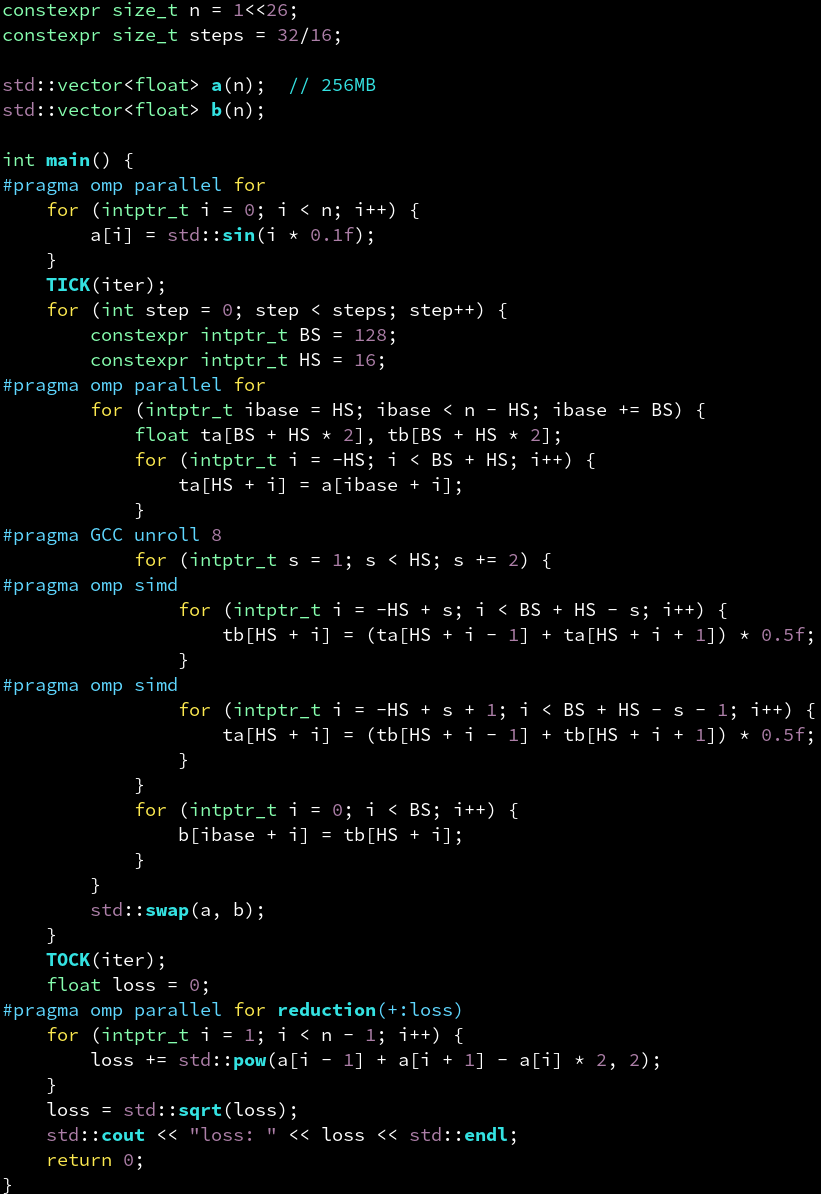 constexpr size_t n = 1<<26;
constexpr size_t steps = 32/16;

std::vector<float> a(n);  // 256MB
std::vector<float> b(n);

int main() {
#pragma omp parallel for
    for (intptr_t i = 0; i < n; i++) {
        a[i] = std::sin(i * 0.1f);
    }
    TICK(iter);
    for (int step = 0; step < steps; step++) {
        constexpr intptr_t BS = 128;
        constexpr intptr_t HS = 16;
#pragma omp parallel for
        for (intptr_t ibase = HS; ibase < n - HS; ibase += BS) {
            float ta[BS + HS * 2], tb[BS + HS * 2];
            for (intptr_t i = -HS; i < BS + HS; i++) {
                ta[HS + i] = a[ibase + i];
            }
#pragma GCC unroll 8
            for (intptr_t s = 1; s < HS; s += 2) {
#pragma omp simd
                for (intptr_t i = -HS + s; i < BS + HS - s; i++) {
                    tb[HS + i] = (ta[HS + i - 1] + ta[HS + i + 1]) * 0.5f;
                }
#pragma omp simd
                for (intptr_t i = -HS + s + 1; i < BS + HS - s - 1; i++) {
                    ta[HS + i] = (tb[HS + i - 1] + tb[HS + i + 1]) * 0.5f;
                }
            }
            for (intptr_t i = 0; i < BS; i++) {
                b[ibase + i] = tb[HS + i];
            }
        }
        std::swap(a, b);
    }
    TOCK(iter);
    float loss = 0;
#pragma omp parallel for reduction(+:loss)
    for (intptr_t i = 1; i < n - 1; i++) {
        loss += std::pow(a[i - 1] + a[i + 1] - a[i] * 2, 2);
    }
    loss = std::sqrt(loss);
    std::cout << "loss: " << loss << std::endl;
    return 0;
}